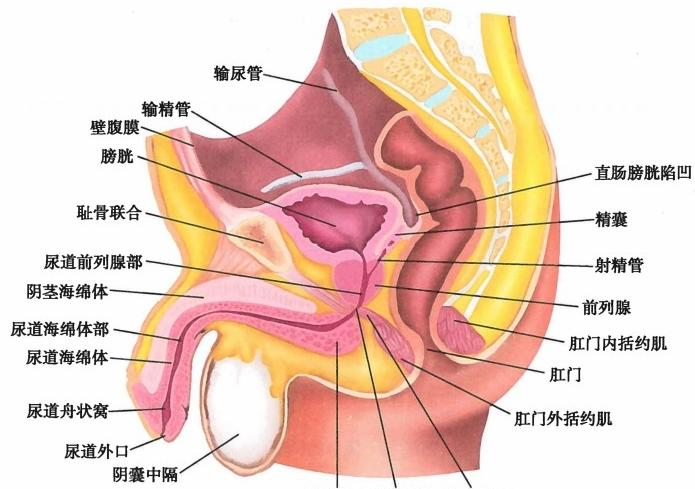 输尿管
输精管
壁腹膜
膀胱
耻骨联合
尿道前列腺部
阴茎海绵体
尿道海绵体部
尿道海绵体
尿道舟状窝
尿道外口
阴囊中隔
直肠膀胱陷凹
精囊
射精管
前列腺
肛门内括约肌
肛门
肛门外括约肌